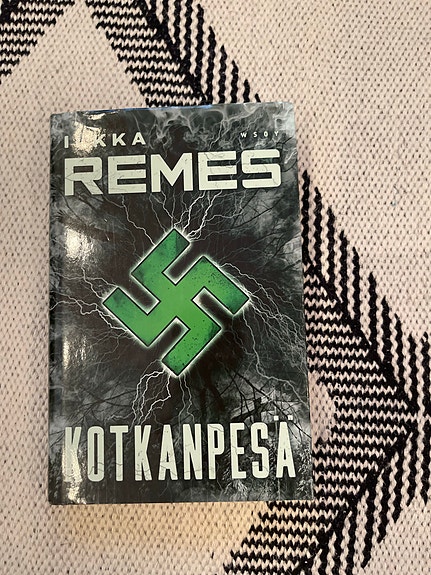 ILKKA
WSOY
REMES
KOTKANPESÄ